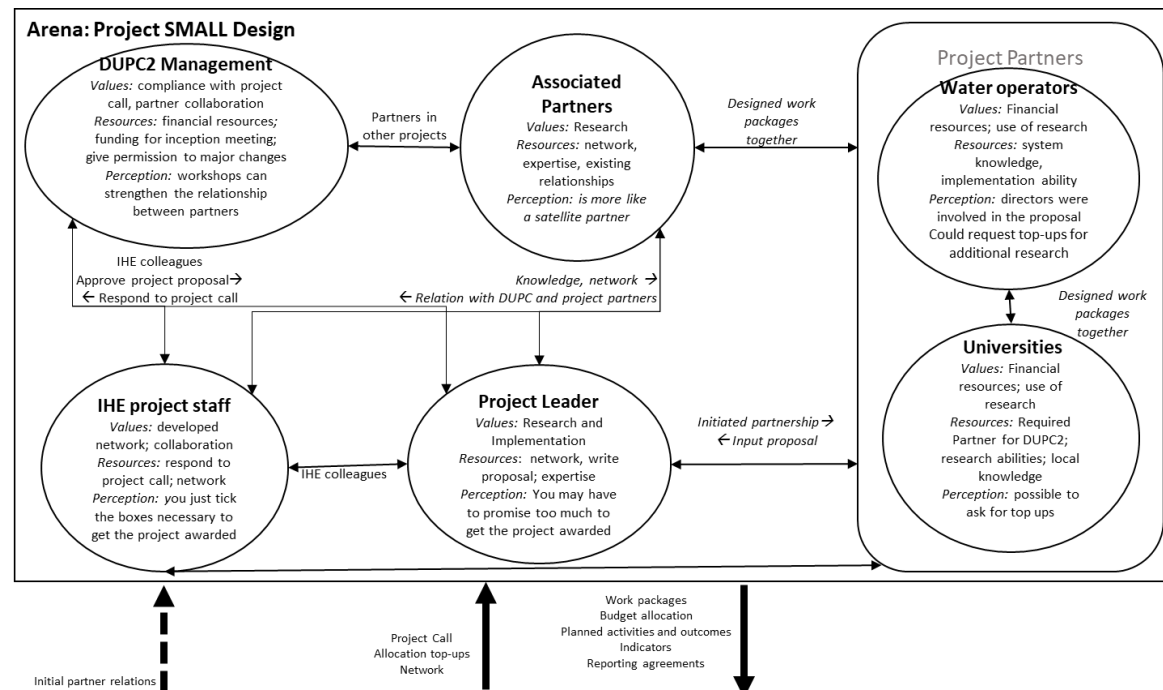 Arena: Project SMALL Design
DUPC2 Management
Values: compliance with project
call, partner collaboration
Resources: financial resources;
funding for inception meeting;
give permission to major changes
Perception: workshops can
strengthen the relationship
between partners
Partners in
other projects
Associated
Partners
Values: Research
Resources: network,
expertise, existing
relationships
Perception: is more like
a satellite partner
Designed work
packages
together
Project Partners
Water operators
Values: Financial
resources; use of research
Resources: system
knowledge,
implementation ability
Perception: directors were
involved in the proposal
Could request top-ups for
additional research
IHE colleagues
Approve project proposal→
← Respond to project call
Knowledge, network →
← Relation with DUPC and project partners
Designed work
packages
together
Universities
Values: Financial
resources; use of
research
Resources: Required
Partner for DUPC2;
research abilities; local
knowledge
Perception: possible to
ask for top ups
IHE project staff
Values: developed
network; collaboration
Resources: respond to
project call; network
Perception: you just tick
the boxes necessary to
get the project awarded
IHE colleagues
Project Leader
Values: Research and
Implementation
Resources: network, write
proposal; expertise
Perception: You may have
to promise too much to
get the project awarded
Initiated partnership →
← Input proposal
Initial partner relations
Project Call
Allocation top-ups
Network
Work packages
Budget allocation
Planned activities and outcomes
Indicators
Reporting agreements